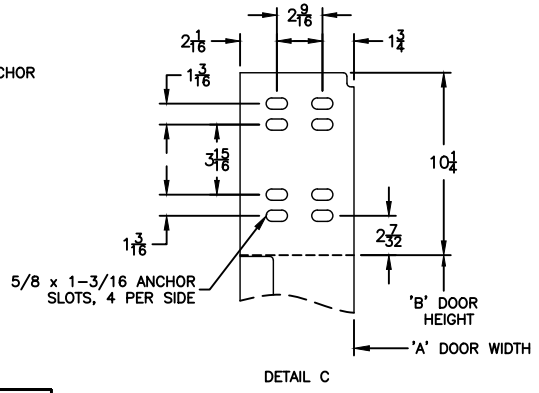 2 9/16
2 1/16
1 3/4
CHOR
1 3/16
3 15/16
10 1/4
1 3/16
2 7/32
5/8 x 1-3/16 ANCHOR
SLOTS, 4 PER SIDE
'B' DOOR
HEIGHT
'A' DOOR WIDTH
DETAIL C